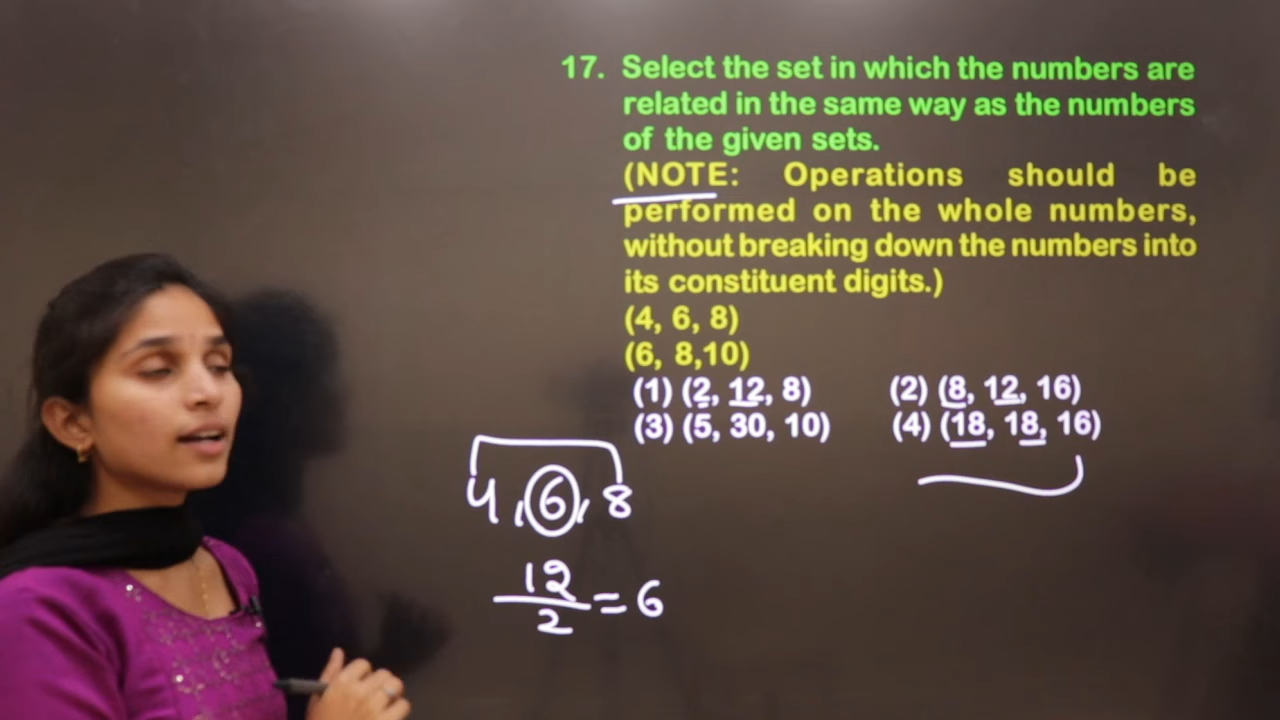 17. Select the set in which the numbers are
related in the same way as the numbers
of the given sets.
(NOTE: Operations should be
performed on the whole numbers,
without breaking down the numbers into
its constituent digits.)
(4, 6, 8)
(6, 8,10)
(1) (2, 12, 8) (2) (8, 12, 16)
(3) (5, 30, 10) (4) (18, 18, 16)
4, 6, 8
12/2 = 6